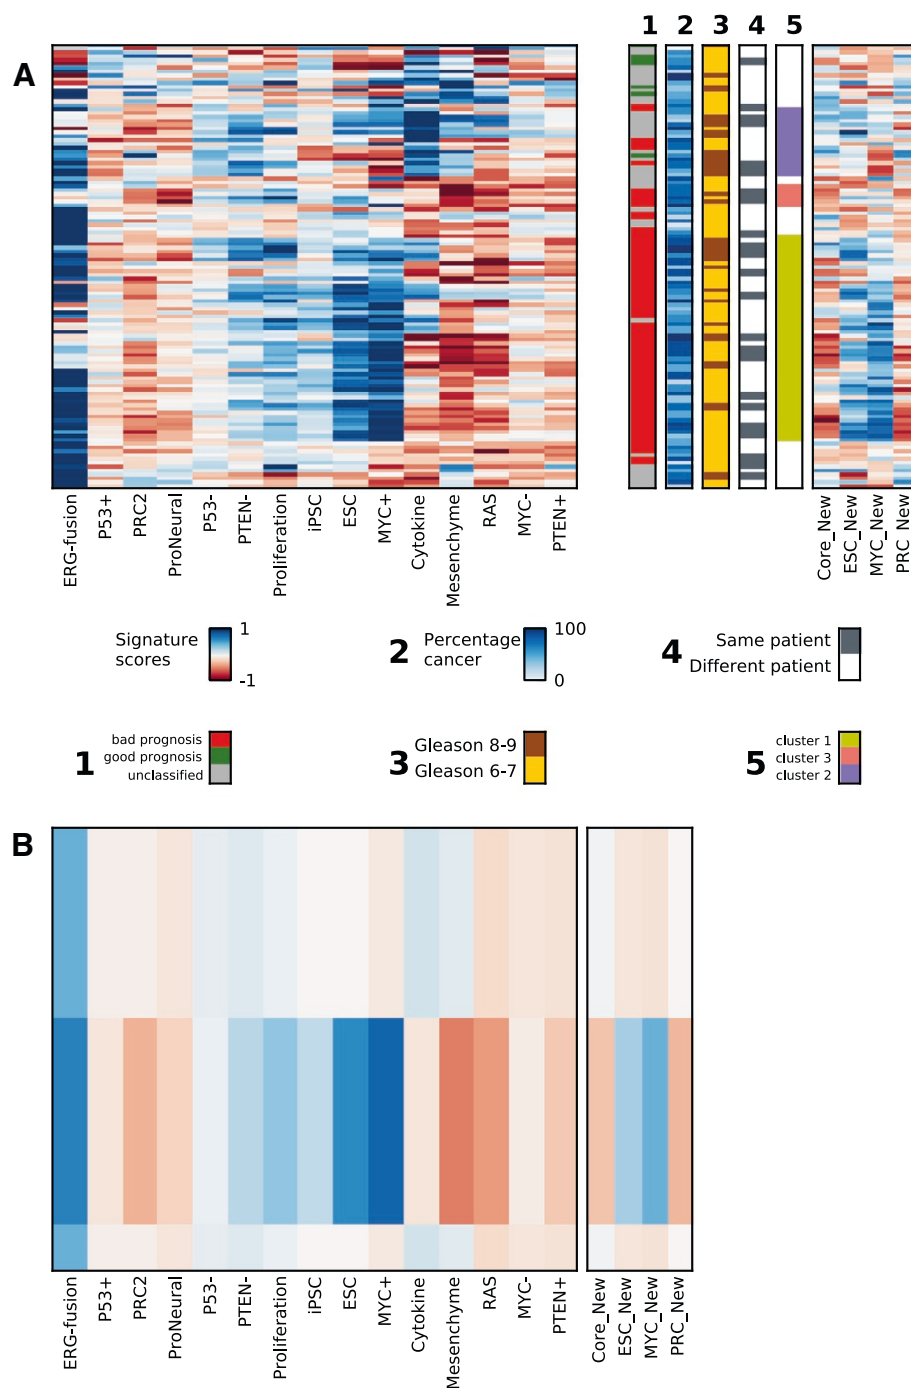 A
1 2 3 4 5
ERG-fusion
P53+
PRC2
ProNeural
P53-
PTEN-
Proliferation
iPSC
ESC
MYC+
Cytokine
Mesenchyme
RAS
MYC-
PTEN+
Core_New
ESC_New
MYC_New
PRC_New
Signature
scores
1
-1
2
Percentage
cancer
100
0
4
Same patient
Different patient
1
bad prognosis
good prognosis
unclassified
3
Gleason 8-9
Gleason 6-7
5
cluster 1
cluster 3
cluster 2
B
ERG-fusion
P53+
PRC2
ProNeural
P53-
PTEN-
Proliferation
iPSC
ESC
MYC+
Cytokine
Mesenchyme
RAS
MYC-
PTEN+
Core_New
ESC_New
MYC_New
PRC_New